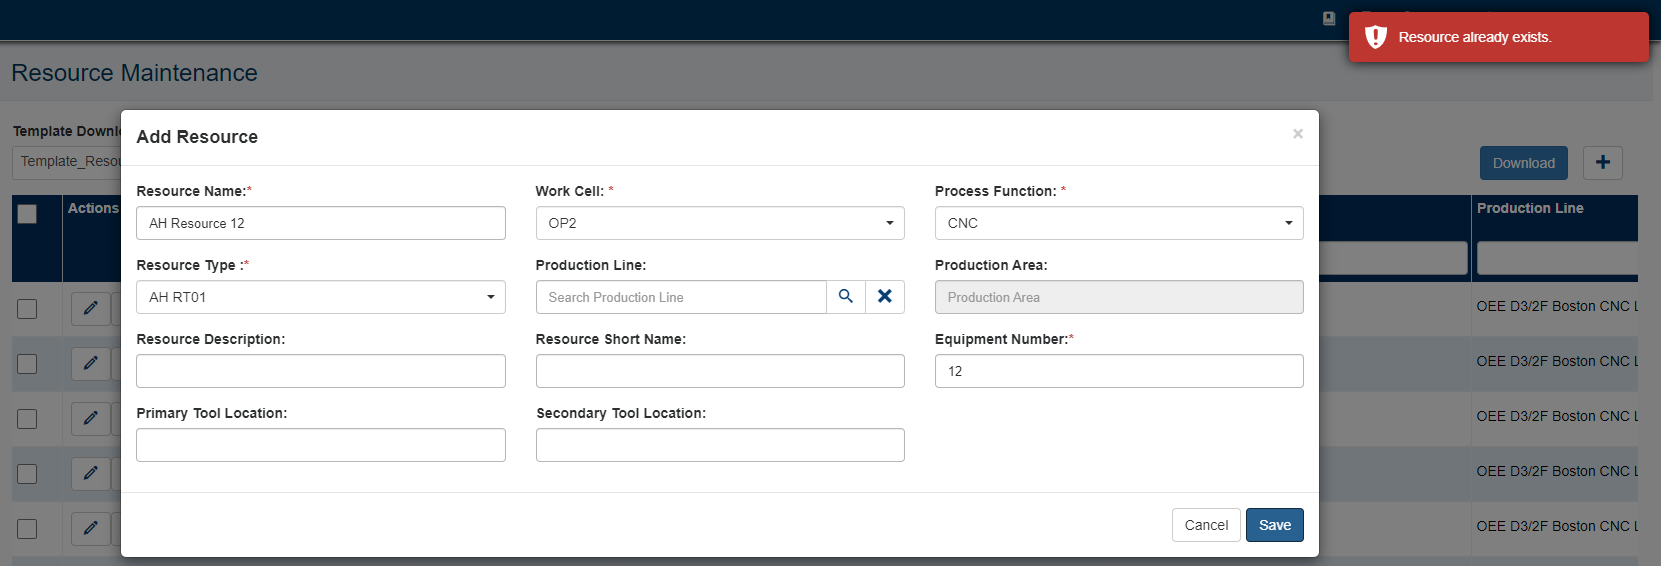 Resource already exists.
Resource Maintenance
Template Downl
Template_Resou
Download
Actions
Production Line
Add Resource
×
Resource Name:*
Work Cell: *
Process Function: *
AH Resource 12
OP2
CNC
Resource Type :*
Production Line:
Production Area:
AH RT01
Search Production Line
Production Area
Resource Description:
Resource Short Name:
Equipment Number:*
12
Primary Tool Location:
Secondary Tool Location:
Cancel
Save
OEE D3/2F Boston CNC L
OEE D3/2F Boston CNC L
OEE D3/2F Boston CNC L
OEE D3/2F Boston CNC L
OEE D3/2F Boston CNC L